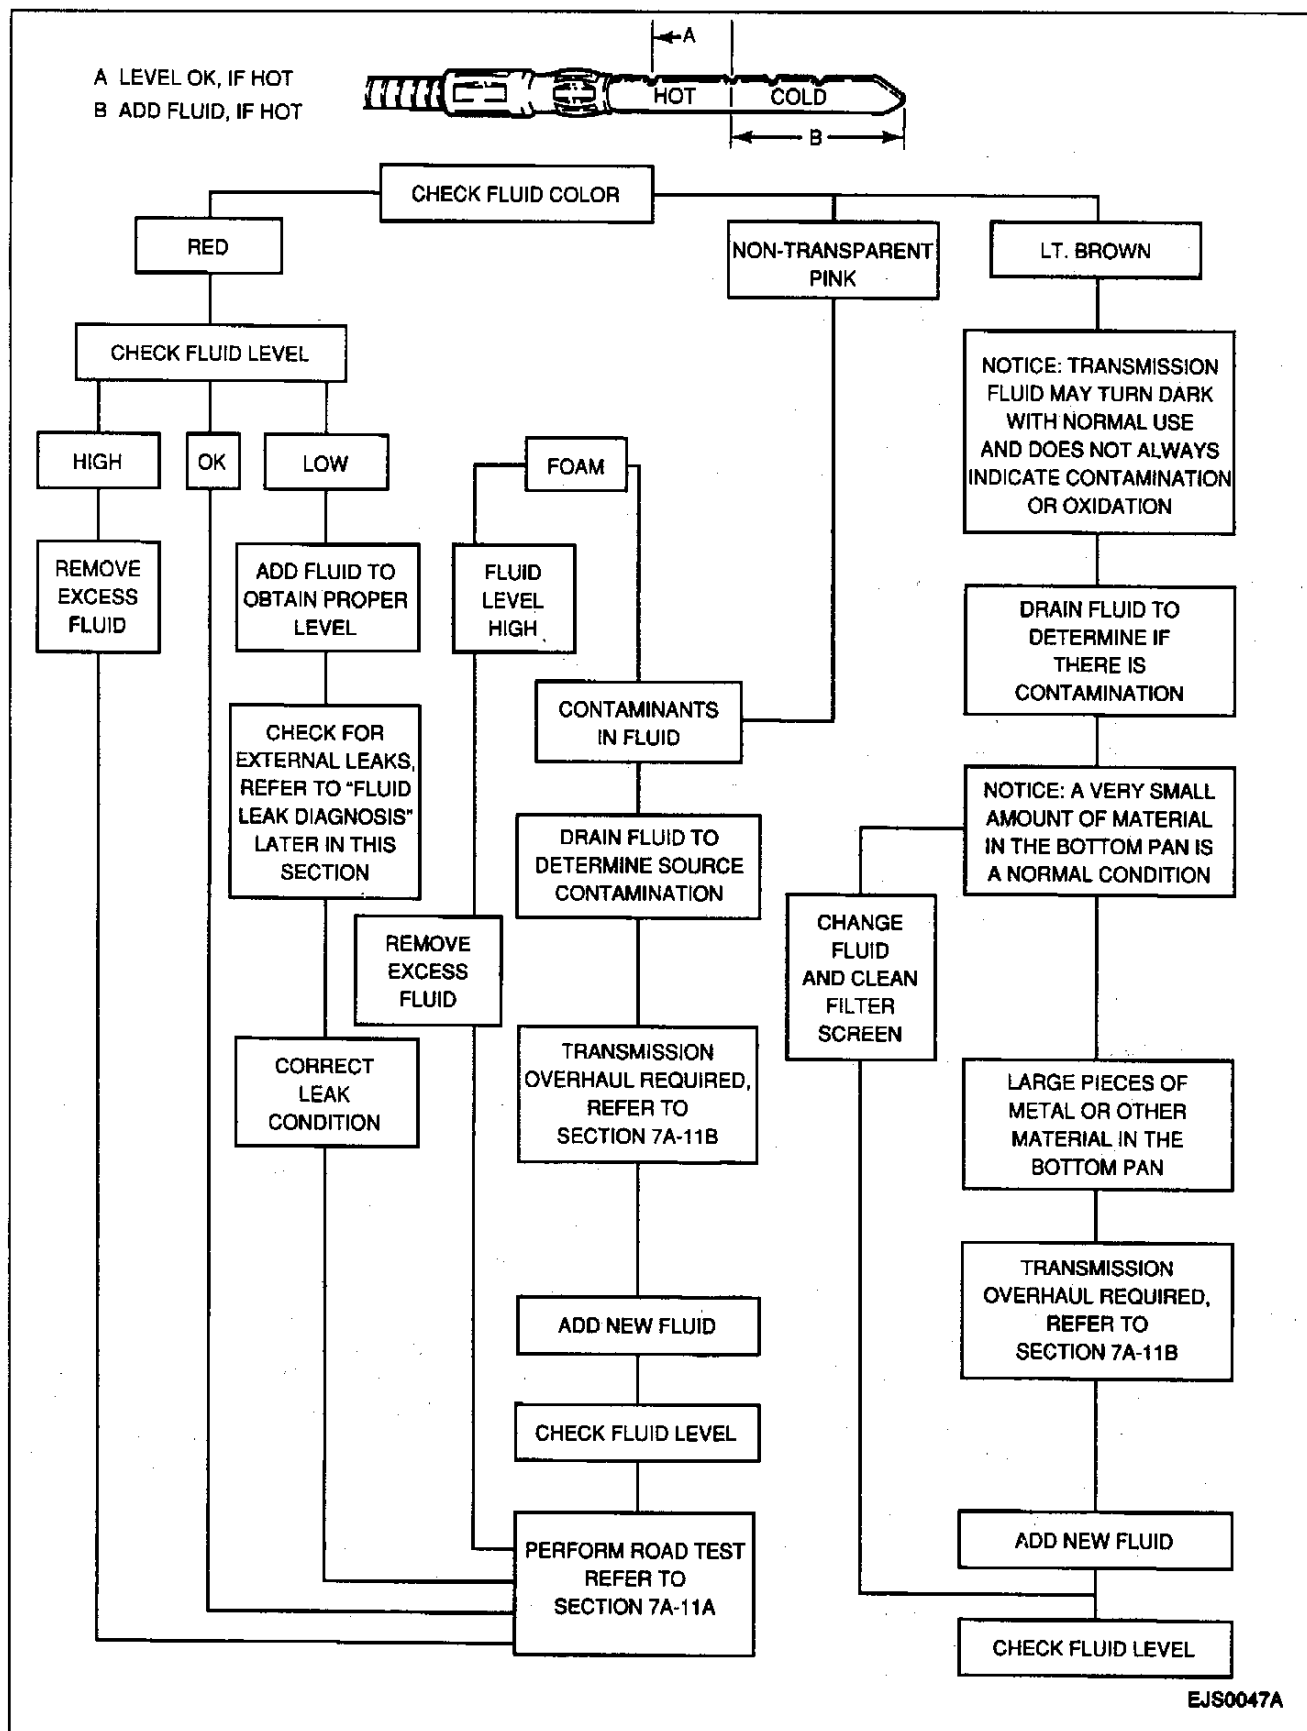 A
A LEVEL OK, IF HOT
B ADD FLUID, IF HOT
HOT
COLD
B
CHECK FLUID COLOR
RED
NON-TRANSPARENT
PINK
LT. BROWN
CHECK FLUID LEVEL
HIGH
OK
LOW
REMOVE
EXCESS
FLUID
ADD FLUID TO
OBTAIN PROPER
LEVEL
CHECK FOR
EXTERNAL LEAKS,
REFER TO "FLUID
LEAK DIAGNOSIS"
LATER IN THIS
SECTION
CORRECT
LEAK
CONDITION
FOAM
FLUID
LEVEL
HIGH
REMOVE
EXCESS
FLUID
CONTAMINANTS
IN FLUID
DRAIN FLUID TO
DETERMINE SOURCE
CONTAMINATION
TRANSMISSION
OVERHAUL REQUIRED,
REFER TO
SECTION 7A-11B
ADD NEW FLUID
CHECK FLUID LEVEL
PERFORM ROAD TEST
REFER TO
SECTION 7A-11A
NOTICE: TRANSMISSION
FLUID MAY TURN DARK
WITH NORMAL USE
AND DOES NOT ALWAYS
INDICATE CONTAMINATION
OR OXIDATION
DRAIN FLUID TO
DETERMINE IF
THERE IS
CONTAMINATION
NOTICE: A VERY SMALL
AMOUNT OF MATERIAL
IN THE BOTTOM PAN IS
A NORMAL CONDITION
CHANGE
FLUID
AND CLEAN
FILTER
SCREEN
LARGE PIECES OF
METAL OR OTHER
MATERIAL IN THE
BOTTOM PAN
TRANSMISSION
OVERHAUL REQUIRED,
REFER TO
SECTION 7A-11B
ADD NEW FLUID
CHECK FLUID LEVEL
EJS0047A